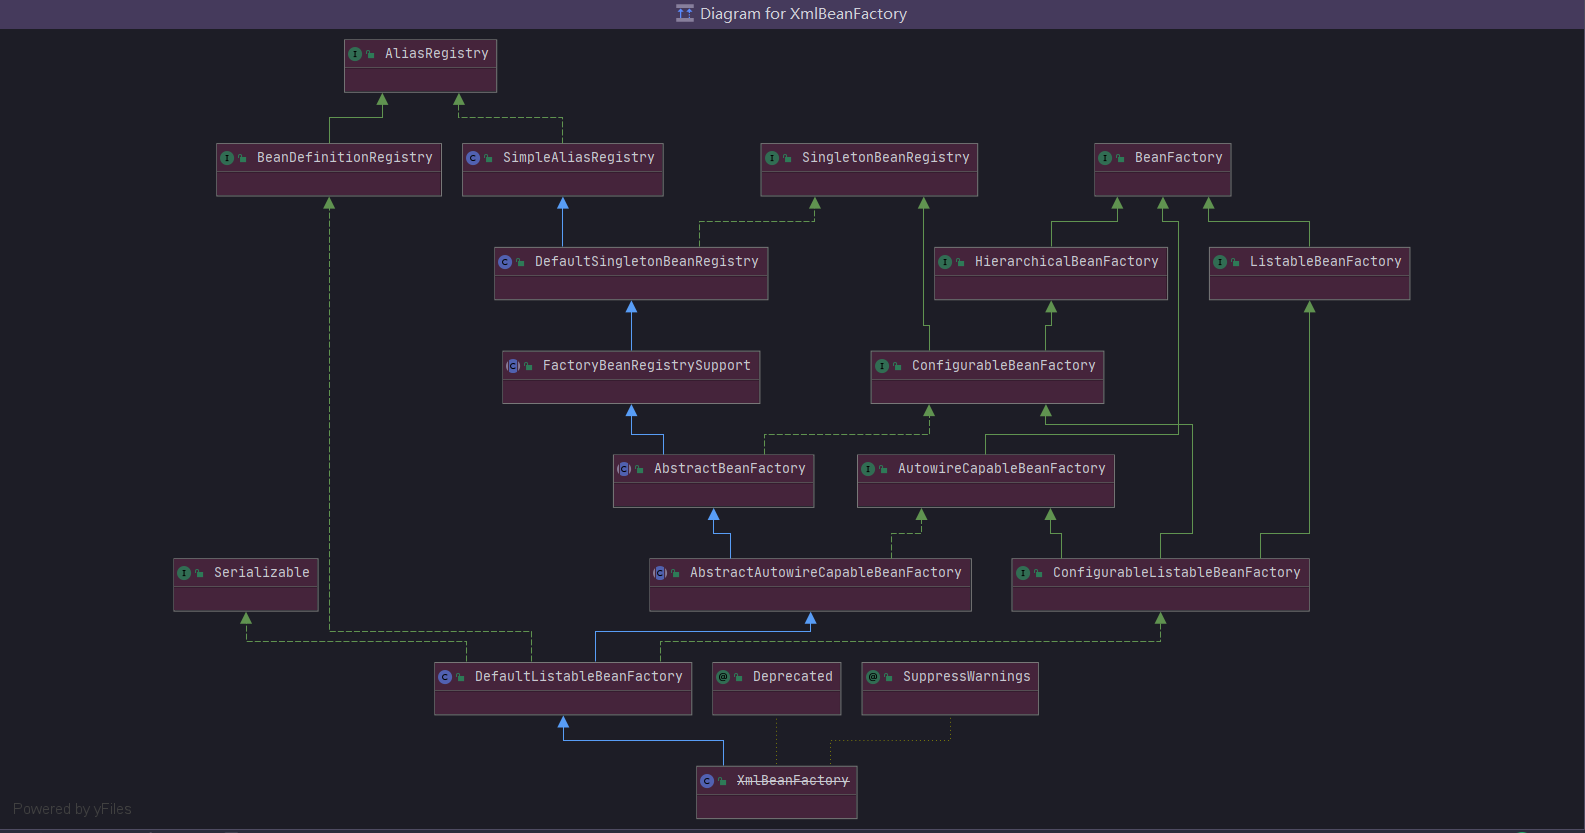 Diagram for XmlBeanFactory
AliasRegistry
BeanDefinitionRegistry
SimpleAliasRegistry
SingletonBeanRegistry
BeanFactory
DefaultSingletonBeanRegistry
HierarchicalBeanFactory
ListableBeanFactory
FactoryBeanRegistrySupport
ConfigurableBeanFactory
AbstractBeanFactory
AutowireCapableBeanFactory
Serializable
AbstractAutowireCapableBeanFactory
ConfigurableListableBeanFactory
DefaultListableBeanFactory
Deprecated
SuppressWarnings
XmlBeanFactory
Powered by yFiles